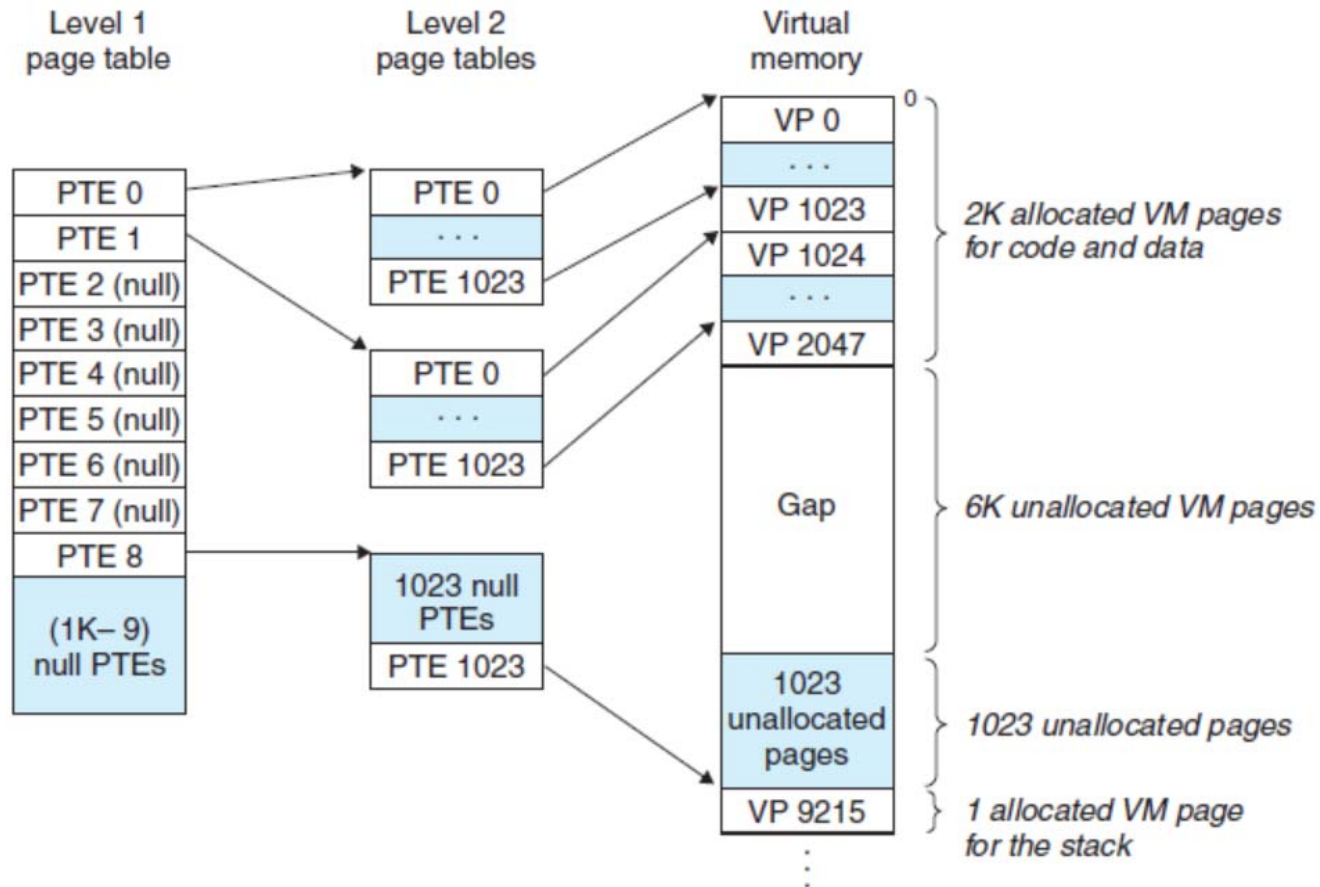 Level 1
page table
Level 2
page tables
Virtual
memory
PTE 0
PTE 1
PTE 2 (null)
PTE 3 (null)
PTE 4 (null)
PTE 5 (null)
PTE 6 (null)
PTE 7 (null)
PTE 8
(1K– 9)
null PTEs
PTE 0
. . .
PTE 1023
PTE 0
. . .
PTE 1023
1023 null
PTEs
PTE 1023
0
VP 0
. . .
VP 1023
VP 1024
. . .
VP 2047
Gap
1023
unallocated
pages
VP 9215
2K allocated VM pages
for code and data
6K unallocated VM pages
1023 unallocated pages
1 allocated VM page
for the stack